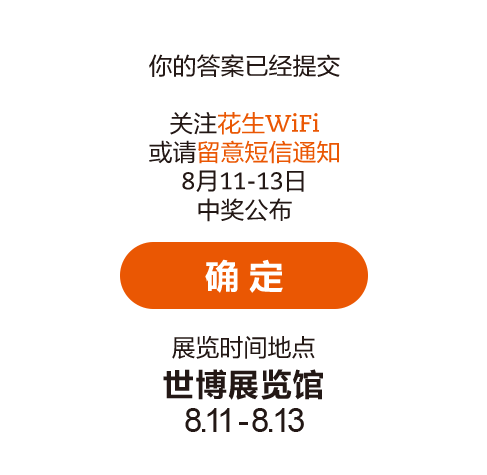 你的答案已经提交
关注花生WiFi
或请留意短信通知
8月11-13日
中奖公布
确 定
展览时间地点
世博展览馆
8.11-8.13